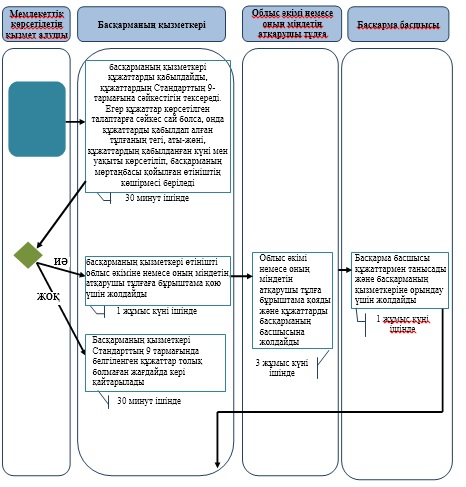 Мемлекеттік
көрсетілетін
қызмет алушы
Басқарманың қызметкері
Облыс әкімі немесе
оның міндетін
атқарушы тұлға
Басқарма басшысы
басқарманың қызметкері
құжаттарды қабылдайды,
құжаттардың Стандарттың 9-
тармағына сәйкестігін тексереді.
Егер құжаттар көрсетілген
талаптарға сәйкес сай болса, онда
құжаттарды қабылдап алған
тұлғаның тегі, аты-жөні,
құжаттардың қабылданған күні мен
уақыты көрсетіліп, басқарманың
мөртаңбасы қойылған өтініштің
көшірмесі беріледі
30 минут ішінде
иә
жоқ
басқарманың қызметкері өтінішті
облыс әкіміне немесе оның міндетін
атқарушы тұлғаға бұрыштама қою
үшін жолдайды
1 жұмыс күні ішінде
Облыс әкімі
немесе оның
міндетін
атқарушы тұлға
бұрыштама қояды
және құжаттарды
басқарманың
басшысына
жолдайды
3 жұмыс күні
ішінде
Басқарма басшысы
құжаттармен танысады
және басқарманың
қызметкеріне орындау
үшін жолдайды
1 жұмыс күні
ішінде
Басқарманың қызметкері
Стандарттың 9 тармағында
белгіленген құжаттар толық
болмаған жағдайда кері
қайтарылады
30 минут ішінде